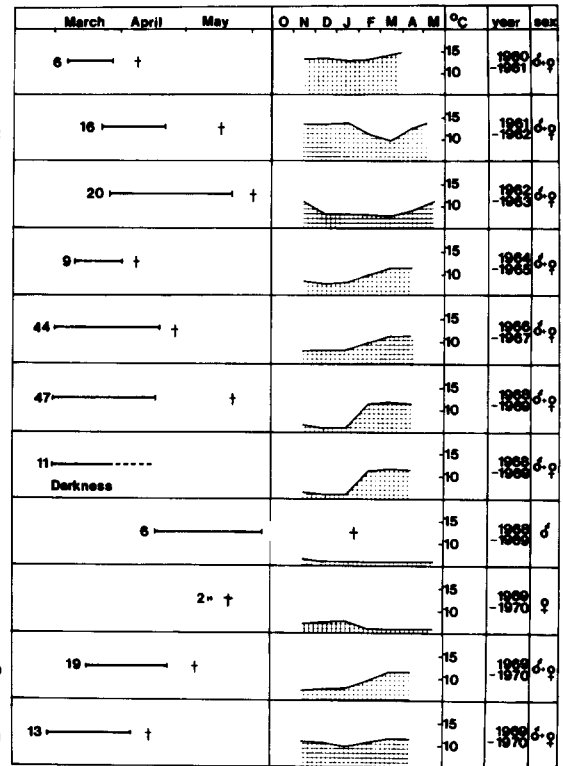 March April May O N D J F M A M °C year sex
6 † 15 10 1960 -1961 ♂+♀ ♀
16 † 15 10 1961 -1962 ♂+♀ ♀
20 † 15 10 1962 -1963 ♂+♀ ♀
9 † 15 10 1964 -1965 ♂+♀ ♀
44 † 15 10 1966 -1967 ♂+♀ ♀
47 † 15 10 1968 -1969 ♂+♀ ♀
11 15 10 1968 -1969 ♂+♀ ♀
Darkness
6 † 15 10 1968 -1969 ♂
2 † 15 10 1969 -1970 ♀
19 † 15 10 1969 -1970 ♂+♀ ♀
13 † 15 10 1969 -1970 ♂+♀ ♀